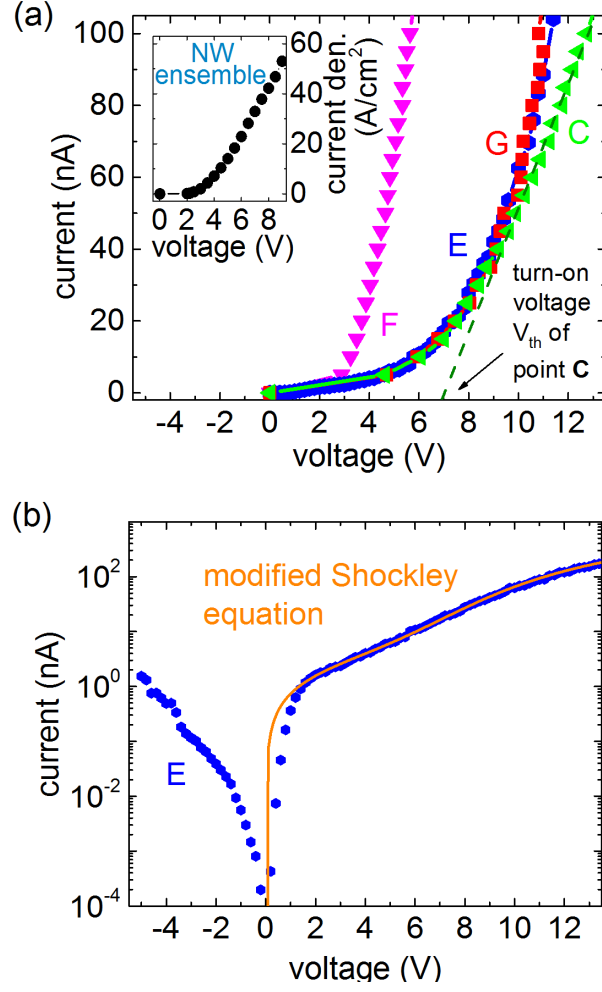 (a)
NW
ensemble
60
40
20
0
current den.
(A/cm²)
0 2 4 6 8
voltage (V)
100
80
60
40
20
0
current (nA)
F
E
G
C
turn-on
voltage
V_th of
point C
-4 -2 0 2 4 6 8 10 12
voltage (V)
(b)
modified Shockley
equation
10²
10⁰
10⁻²
10⁻⁴
current (nA)
E
-4 -2 0 2 4 6 8 10 12
voltage (V)